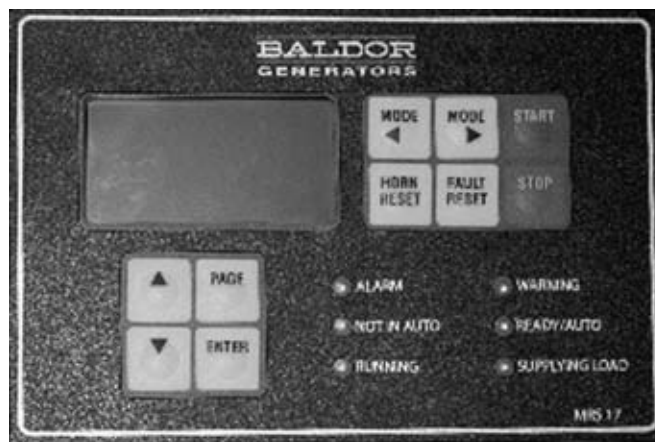 BALDOR
GENERATORS
MODE MODE START
HORN RESET FAULT RESET STOP
PAGE
ENTER
ALARM WARNING
NOT IN AUTO READY/AUTO
RUNNING SUPPLYING LOAD
MRS 17